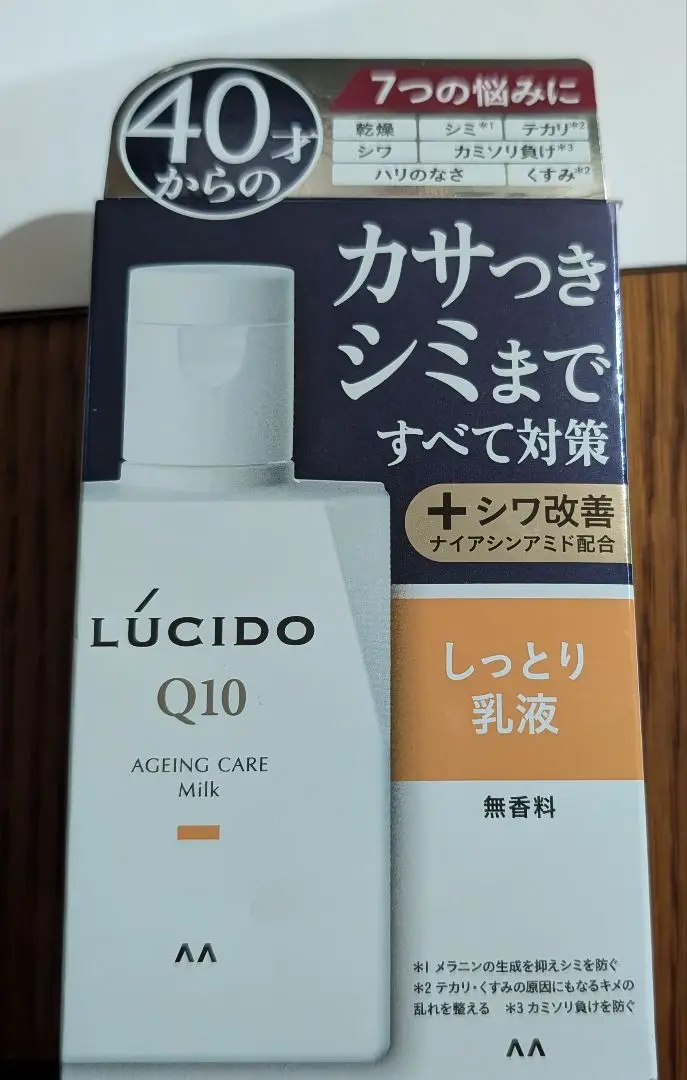 40才
からの
7つの悩みに
乾燥 シミ*1 テカリ*2
シワ カミソリ負け*3
ハリのなさ くすみ*2
カサつき
シミまで
すべて対策
+シワ改善
ナイアシンアミド配合
LÚCIDO
Q10
AGEING CARE
Milk
しっとり
乳液
無香料
*1 メラニンの生成を抑えシミを防ぐ
*2 テカリ・くすみの原因にもなるキメの
乱れを整える *3 カミソリ負けを防ぐ